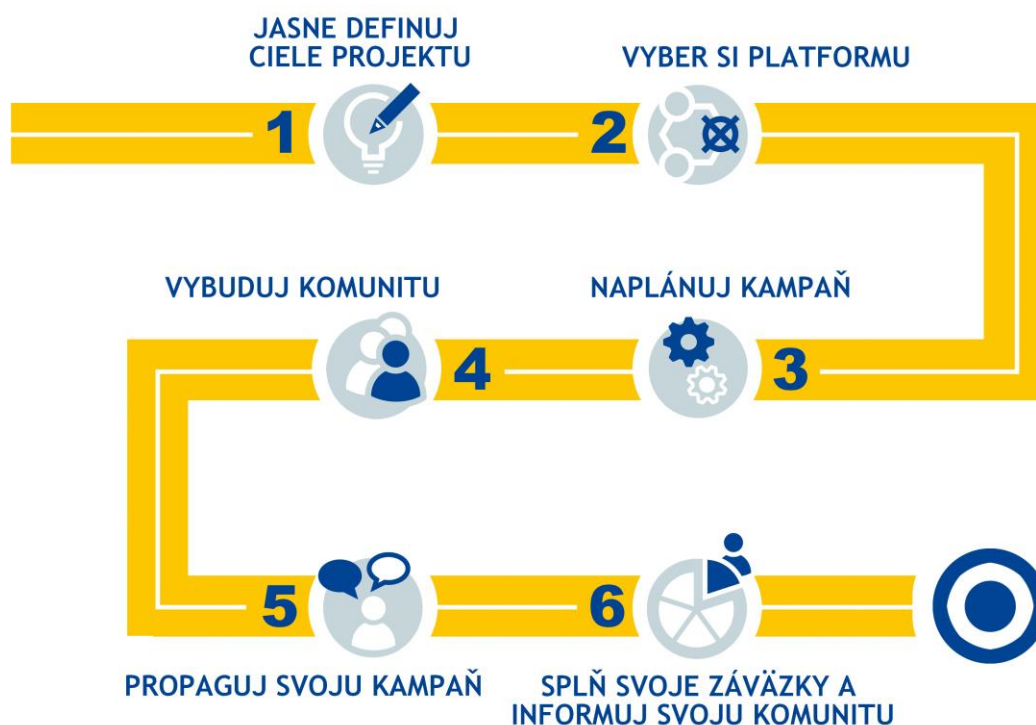 JASNE DEFINUJ
CIELE PROJEKTU
1
VYBER SI PLATFORMU
2
NAPLÁNUJ KAMPAŇ
3
VYBUDUJ KOMUNITU
4
5
PROPAGUJ SVOJU KAMPAŇ
6
SPLŇ SVOJE ZÁVÄZKY A
INFORMUJ SVOJU KOMUNITU